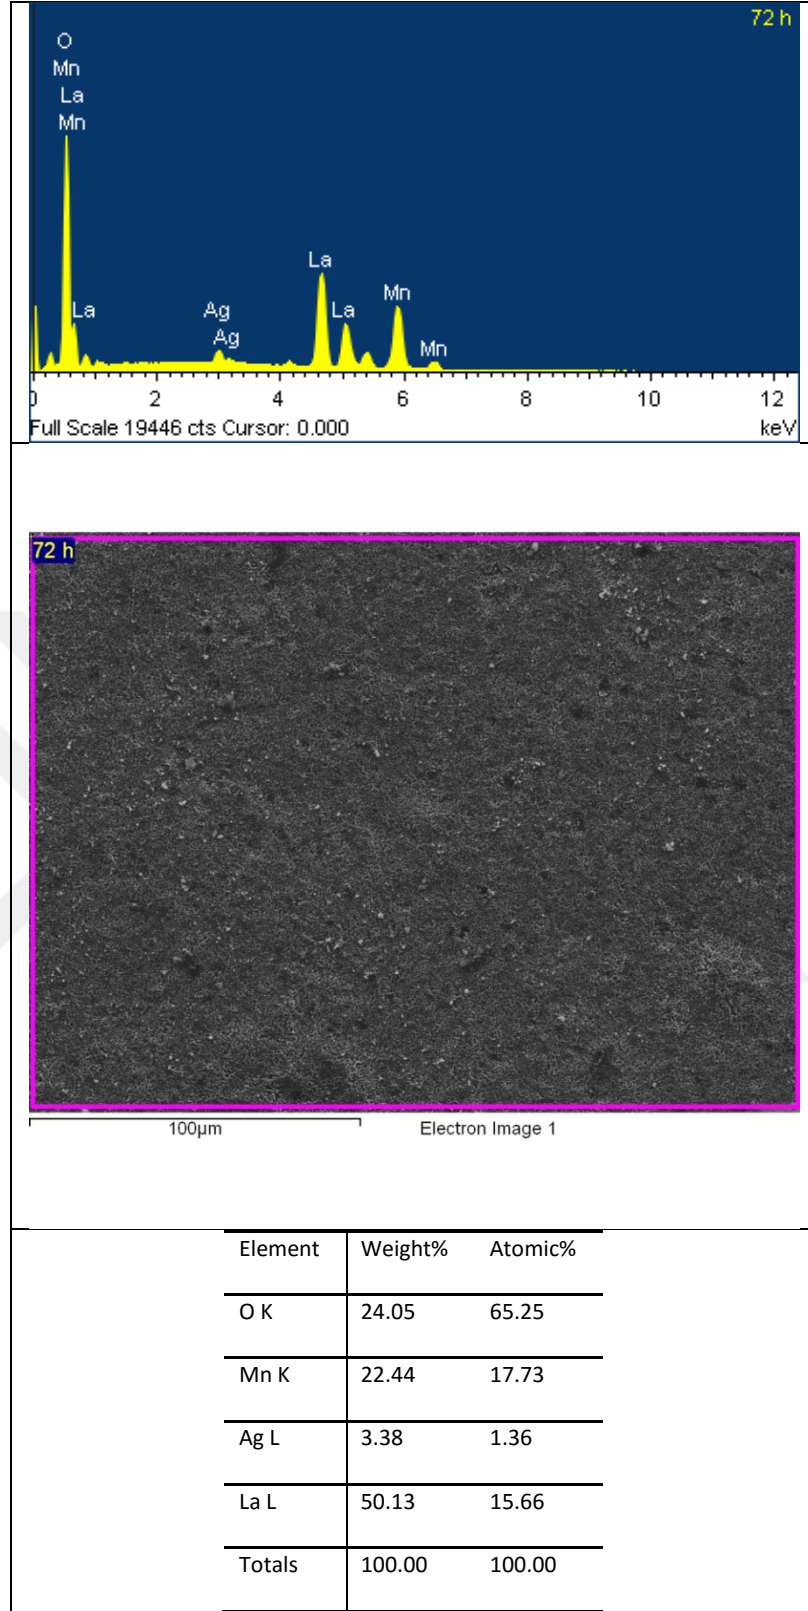 72 h
O
Mn
La
Mn
La
Ag
Ag
La
La
Mn
Mn
0 2 4 6 8 10 12
Full Scale 19446 cts Cursor: 0.000 keV
72 h
100µm Electron Image 1
Element Weight% Atomic%
O K 24.05 65.25
Mn K 22.44 17.73
Ag L 3.38 1.36
La L 50.13 15.66
Totals 100.00 100.00